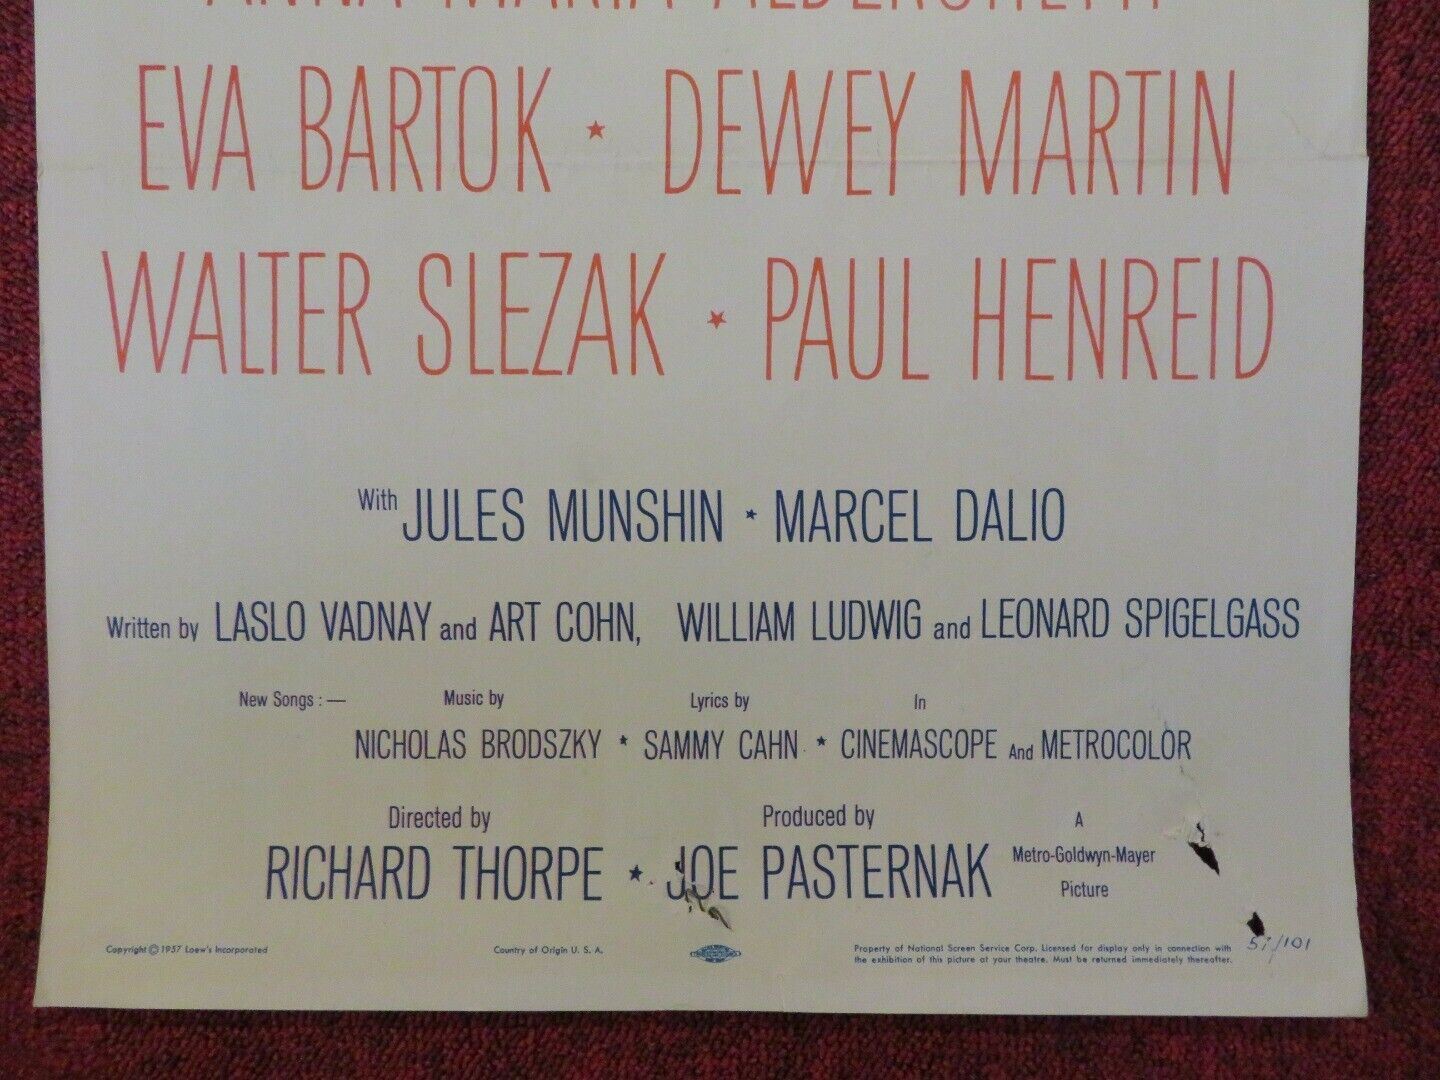 ANNA MARIA ALBERGHETTI
EVA BARTOK ★ DEWEY MARTIN
WALTER SLEZAK ★ PAUL HENREID
With JULES MUNSHIN ★ MARCEL DALIO
Written by LASLO VADNAY and ART COHN, WILLIAM LUDWIG and LEONARD SPIGELGASS
New Songs :— Music by Lyrics by In
NICHOLAS BRODSZKY ★ SAMMY CAHN ★ CINEMASCOPE And METROCOLOR
Directed by Produced by A
RICHARD THORPE ★ JOE PASTERNAK Metro-Goldwyn-Mayer
Picture
Copyright © 1957 Loew's Incorporated Country of Origin U. S. A. Property of National Screen Service Corp. Licensed for display only in connection with
the exhibition of this picture at your theatre. Must be returned immediately thereafter.
57/101